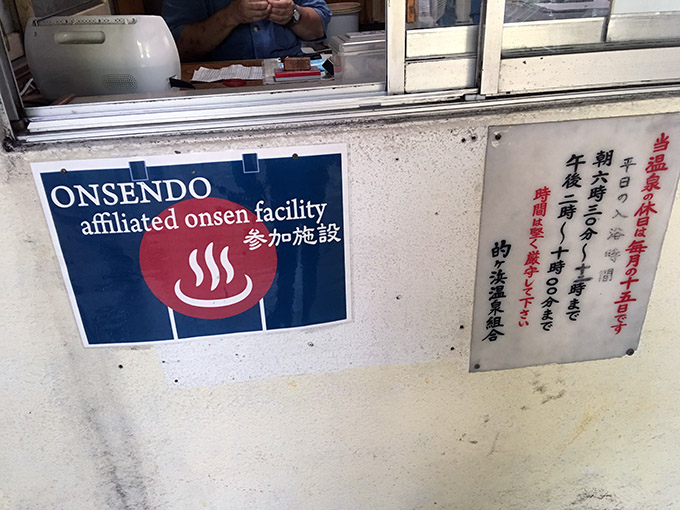 ONSENDO
affiliated onsen facility
参加施設
当温泉の休日は毎月の十五日です
平日の入浴時間
朝六時三〇分〜十二時まで
午後二時〜十時〇〇分まで
時間は堅く厳守して下さい
的ヶ浜温泉組合